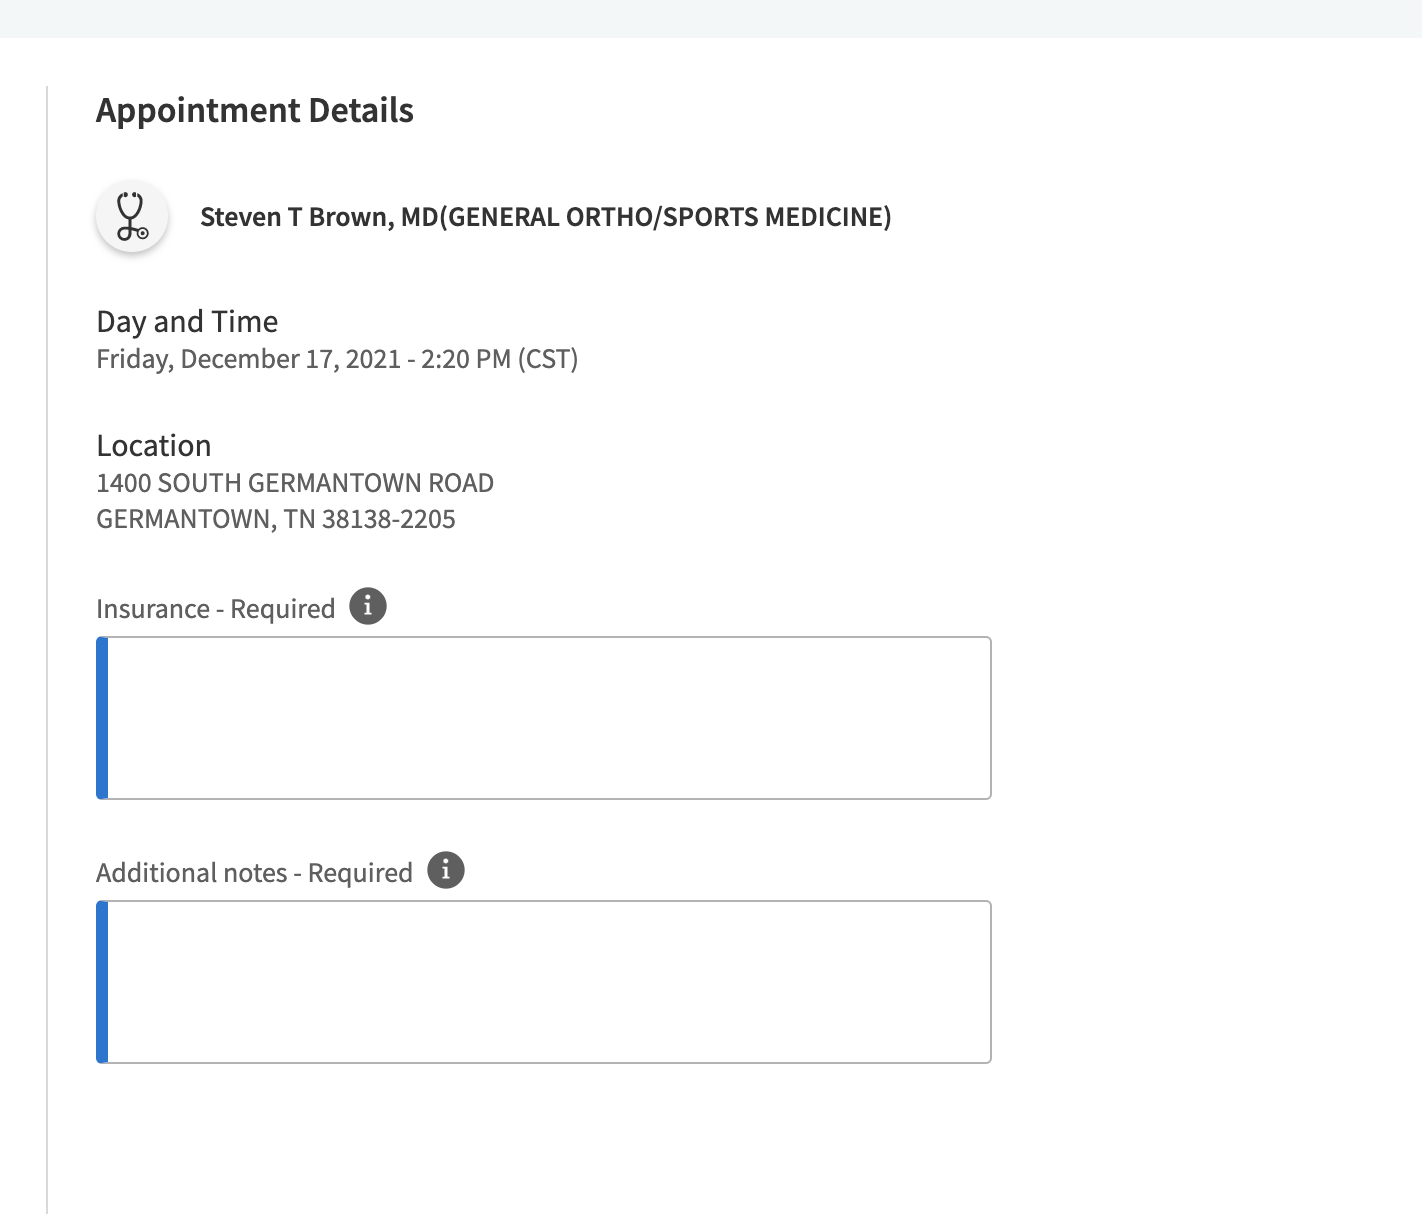 Appointment Details
Steven T Brown, MD(GENERAL ORTHO/SPORTS MEDICINE)
Day and Time
Friday, December 17, 2021 - 2:20 PM (CST)
Location
1400 SOUTH GERMANTOWN ROAD
GERMANTOWN, TN 38138-2205
Insurance - Required
Additional notes - Required